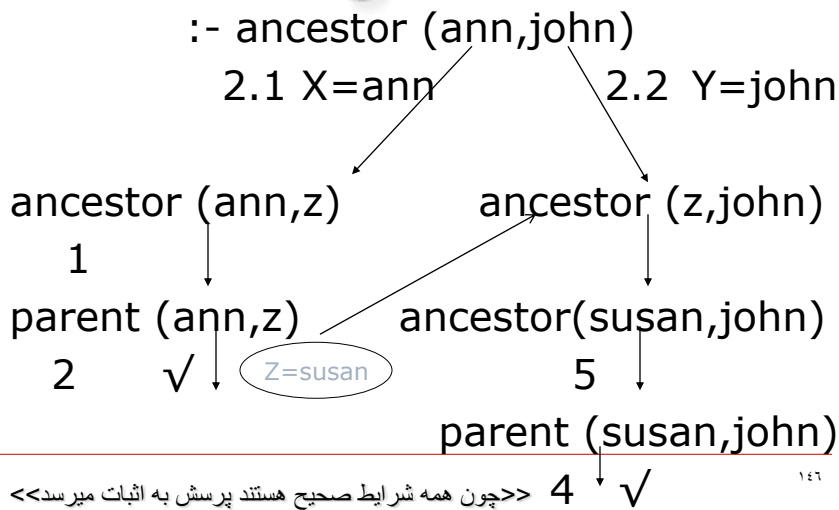 :- ancestor (ann,john)
2.1 X=ann 2.2 Y=john
ancestor (ann,z) ancestor (z,john)
1
parent (ann,z) ancestor(susan,john)
2 √ Z=susan 5
parent (susan,john)
<<چون همه شرایط صحیح هستند پرسش به اثبات میرسد>> 4 √ ١٤٦